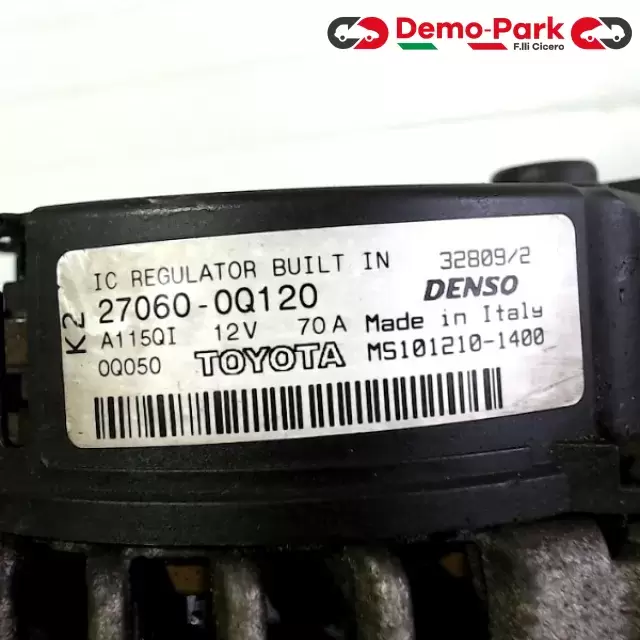 Demo-Park
F.lli Cicero
IC REGULATOR BUILT IN 32809/2
K2 27060-0Q120 DENSO
A115QI 12V 70A Made in Italy
0Q050 TOYOTA MS101210-1400